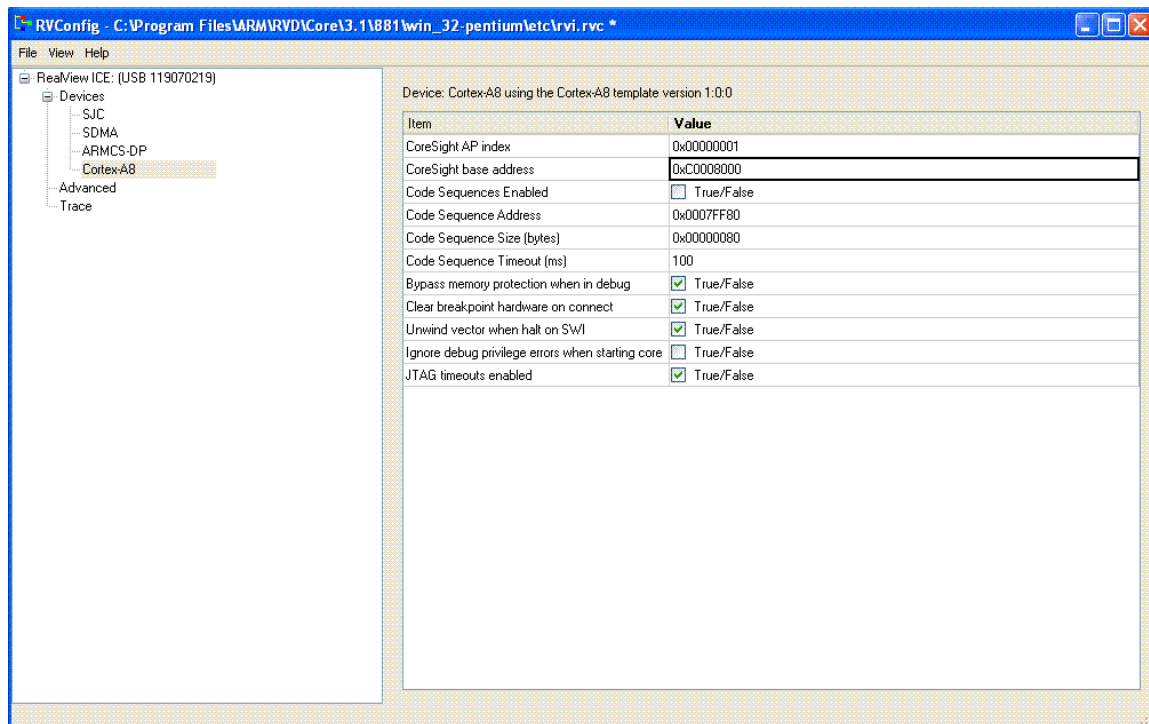 RVConfig - C:\Program Files\ARM\RVD\Core\3.1\881\win_32-pentium\etc\rvi.rvc *
File View Help
RealView ICE: (USB 119070219)
Devices
SJC
SDMA
ARMCS-DP
Cortex-A8
Advanced
Trace
Device: Cortex-A8 using the Cortex-A8 template version 1:0:0
Item Value
CoreSight AP index 0x00000001
CoreSight base address 0xC0008000
Code Sequences Enabled True/False
Code Sequence Address 0x0007FF80
Code Sequence Size (bytes) 0x00000080
Code Sequence Timeout (ms) 100
Bypass memory protection when in debug True/False
Clear breakpoint hardware on connect True/False
Unwind vector when halt on SWI True/False
Ignore debug privilege errors when starting core True/False
JTAG timeouts enabled True/False